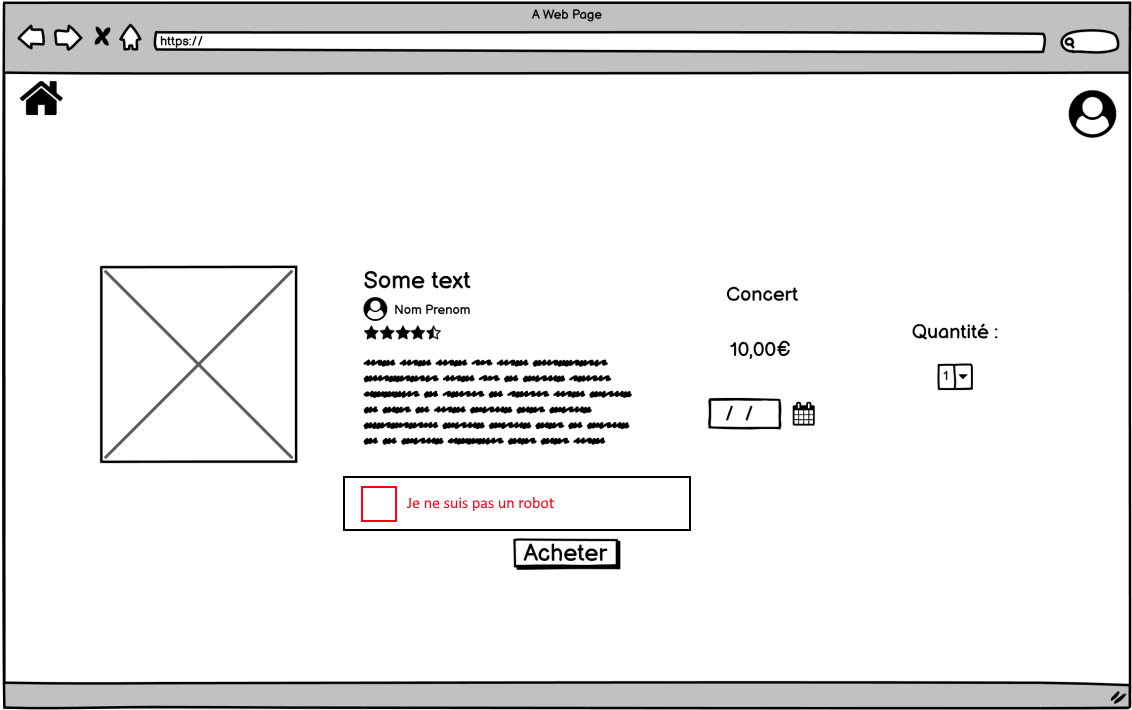 A Web Page
https://
Some text
Nom Prenom
Concert
10,00€
/ /
Quantité :
1
Je ne suis pas un robot
Acheter